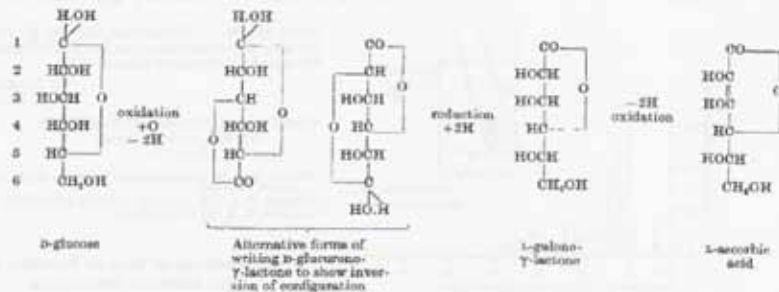 H.OH
1 C
2 HCOH
3 HOCH O
4 HCOH
5 HC
6 CH₂OH
D-glucose
oxidation
+O
− 2H
H.OH
C
HCOH
CH
O
HCOH
O
HC
CO
CO
CH
O
HOCH
HC
O
HOCH
C
HO.H
Alternative forms of
writing D-glucurono-
γ-lactone to show inver-
sion of configuration
reduction
+2H
CO
HOCH
O
HOCH
HC
HOCH
CH₂OH
L-gulono-
γ-lactone
−2H
oxidation
CO
HOC
O
HOC
HC
HOCH
CH₂OH
L-ascorbic
acid